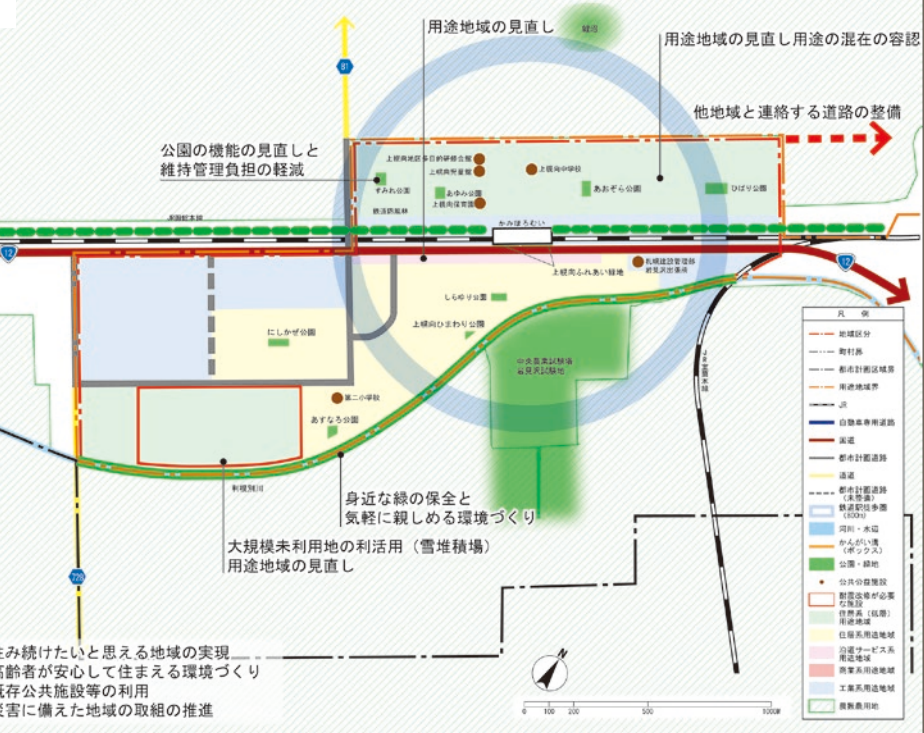 用途地域の見直し
用途地域の見直し用途の混在の容認
他地域と連絡する道路の整備
公園の機能の見直しと
維持管理負担の軽減
81
上幌向地区多目的研修会館
上幌向児童館
上幌向中学校
すみれ公園
あゆみ公園
上幌向保育園
あおぞら公園
ひばり公園
鉄道防風林
JR函館本線
かみほろむい
12
12
上幌向ふれあい緑地
札幌建設管理部
岩見沢出張所
しらゆり公園
上幌向ひまわり公園
にしかぜ公園
中央農業試験場
岩見沢試験地
JR室蘭本線
第二小学校
あすなろ公園
利根別川
身近な緑の保全と
気軽に親しめる環境づくり
大規模未利用地の利活用(雪堆積場)
用途地域の見直し
728
住み続けたいと思える地域の実現
高齢者が安心して住まえる環境づくり
既存公共施設等の利用
災害に備えた地域の取組の推進
0 100 200 500 1000m
凡例
地域区分
町村界
都市計画区域界
用途地域界
JR
自動車専用道路
国道
都市計画道路
道道
都市計画道路
(未整備)
鉄道駅徒歩圏
(800m)
河川・水辺
かんがい溝
(ボックス)
公園・緑地
公共公益施設
耐震改修が必要
な施設
住居系(低層)
用途地域
住居系用途地域
沿道サービス系
用途地域
商業系用途地域
工業系用途地域
農振農用地